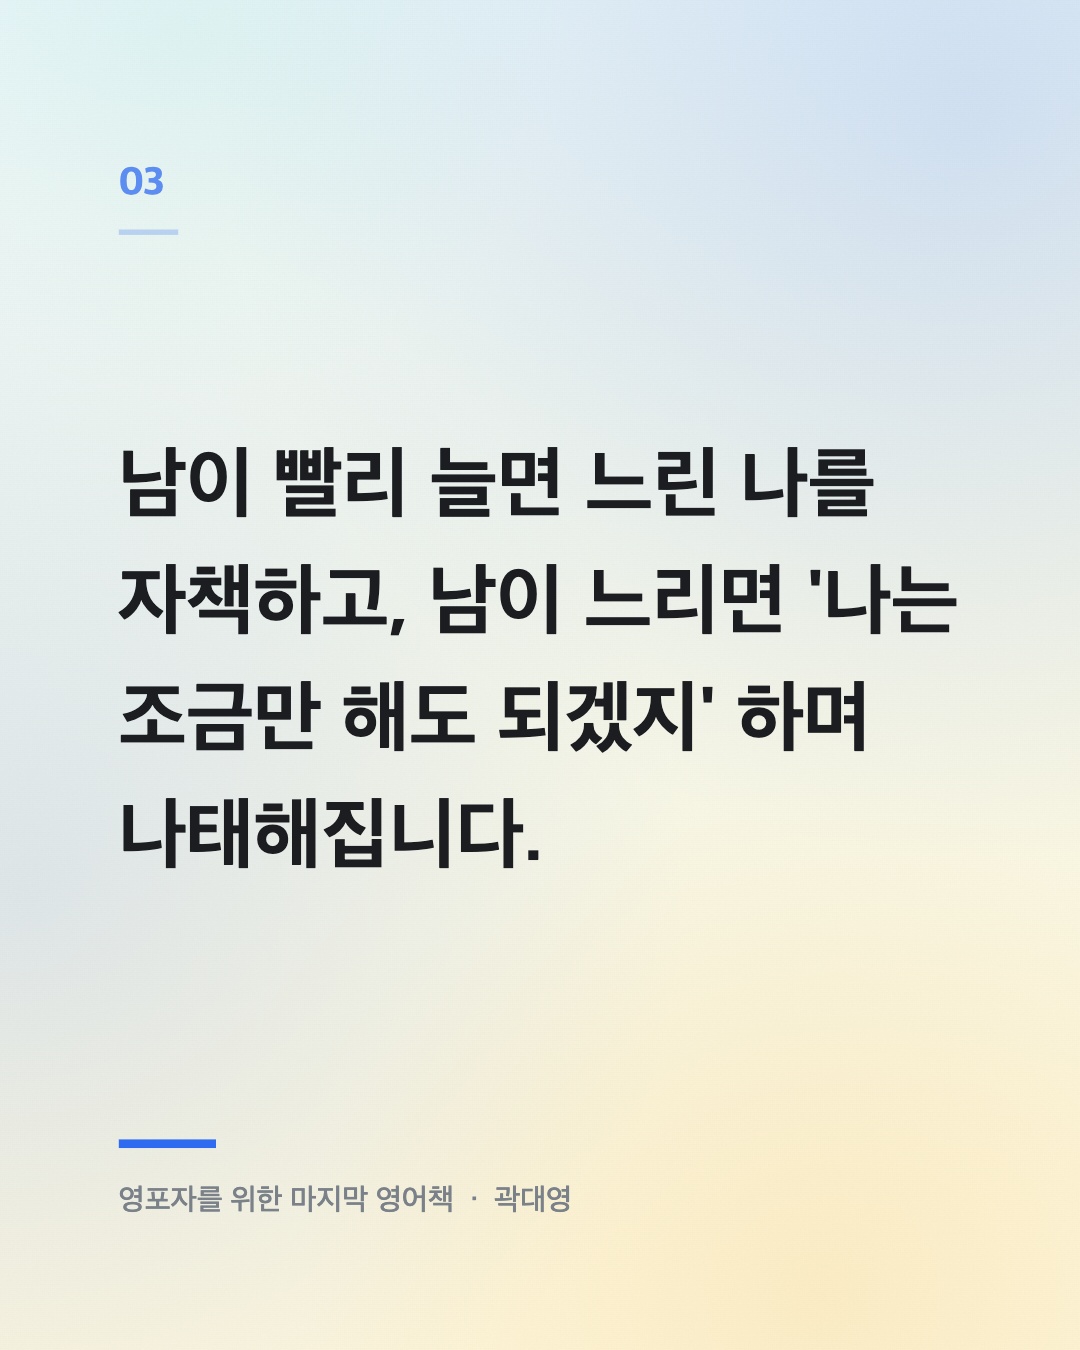 03
남이 빨리 늘면 느린 나를
자책하고, 남이 느리면 '나는
조금만 해도 되겠지' 하며
나태해집니다.
영포자를 위한 마지막 영어책 · 곽대영